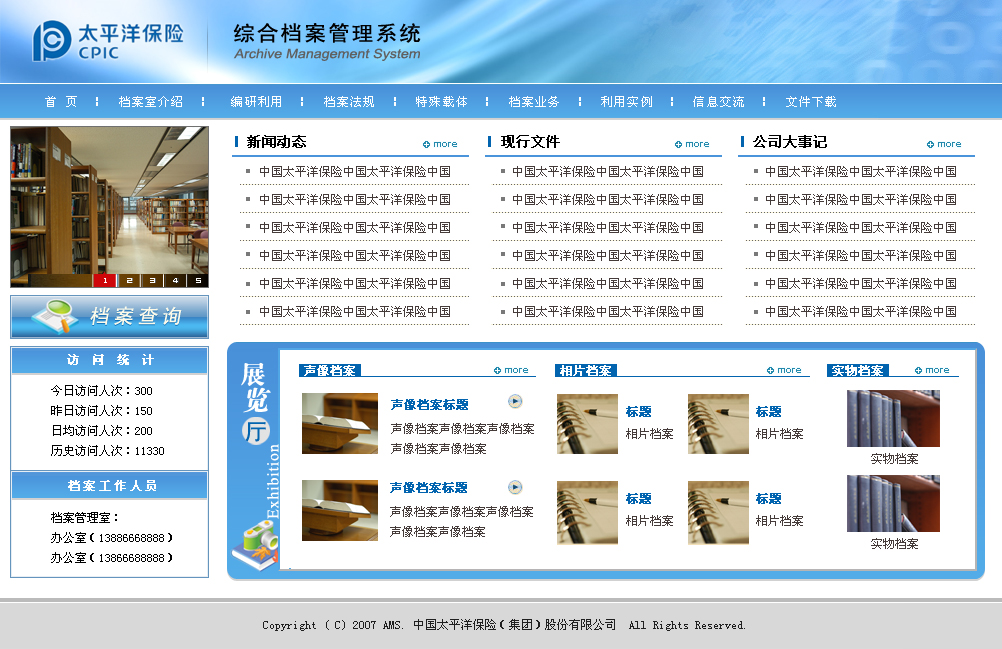 太平洋保险
CPIC
综合档案管理系统
Archive Management System
首 页 档案室介绍 编研利用 档案法规 特殊载体 档案业务 利用实例 信息交流 文件下载
1 2 3 4 5
档案查询
访 问 统 计
今日访问人次：300
昨日访问人次：150
日均访问人次：200
历史访问人次：11330
档案工作人员
档案管理室：
办公室（13886668888）
办公室（13866688888）
新闻动态 more
中国太平洋保险中国太平洋保险中国
中国太平洋保险中国太平洋保险中国
中国太平洋保险中国太平洋保险中国
中国太平洋保险中国太平洋保险中国
中国太平洋保险中国太平洋保险中国
中国太平洋保险中国太平洋保险中国
现行文件 more
中国太平洋保险中国太平洋保险中国
中国太平洋保险中国太平洋保险中国
中国太平洋保险中国太平洋保险中国
中国太平洋保险中国太平洋保险中国
中国太平洋保险中国太平洋保险中国
中国太平洋保险中国太平洋保险中国
公司大事记 more
中国太平洋保险中国太平洋保险中国
中国太平洋保险中国太平洋保险中国
中国太平洋保险中国太平洋保险中国
中国太平洋保险中国太平洋保险中国
中国太平洋保险中国太平洋保险中国
中国太平洋保险中国太平洋保险中国
展览厅
Exhibition
声像档案 more
声像档案标题
声像档案声像档案声像档案
声像档案声像档案
声像档案标题
声像档案声像档案声像档案
声像档案声像档案
相片档案 more
标题 标题
相片档案 相片档案
标题 标题
相片档案 相片档案
实物档案 more
实物档案
实物档案
Copyright (C) 2007 AMS. 中国太平洋保险（集团）股份有限公司 All Rights Reserved.